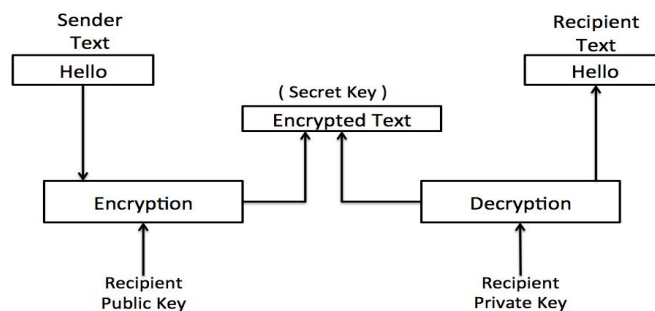 Sender
Text
Hello
Recipient
Text
Hello
( Secret Key )
Encrypted Text
Encryption
Decryption
Recipient
Public Key
Recipient
Private Key